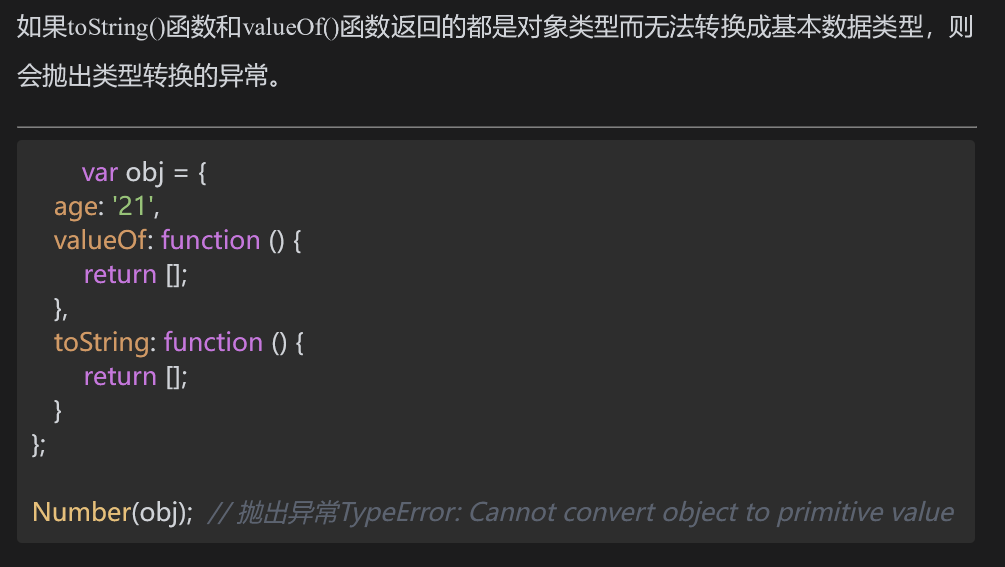 如果toString()函数和valueOf()函数返回的都是对象类型而无法转换成基本数据类型，则
会抛出类型转换的异常。
var obj = {
age: '21',
valueOf: function () {
return [];
},
toString: function () {
return [];
}
};
Number(obj); // 抛出异常TypeError: Cannot convert object to primitive value